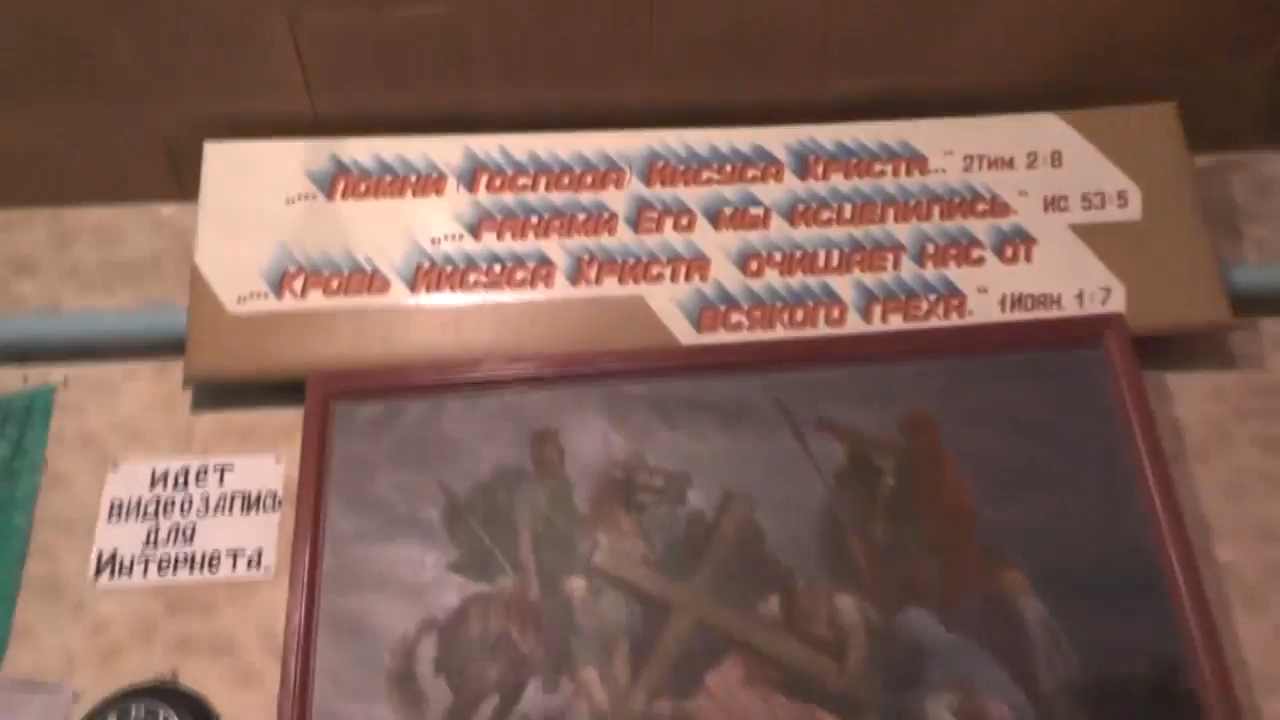 „... Помни (Господа) Иисуса Христа..." 2Тим. 2:8
„... ранами Его мы исцелились." Ис. 53:5
„... Кровь Иисуса Христа очищает нас от
всякого греха." 1Иоан. 1:7
идет
видеозапись
для
Интернета.